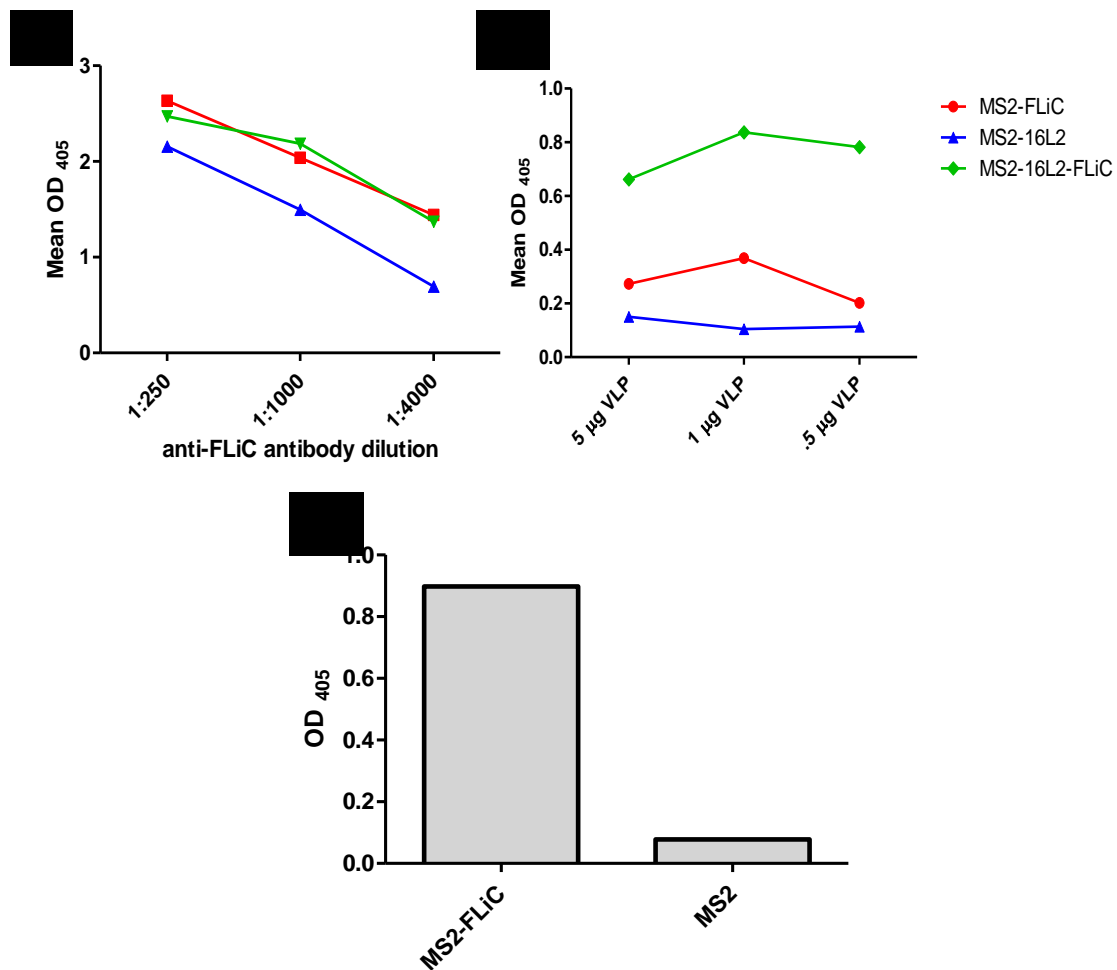 3
2
1
0
Mean OD 405
1:250
1:1000
1:4000
anti-FLiC antibody dilution
1.0
0.8
0.6
0.4
0.2
0.0
Mean OD 405
5 µg VLP
1 µg VLP
.5 µg VLP
MS2-FLiC
MS2-16L2
MS2-16L2-FLiC
1.0
0.8
0.6
0.4
0.2
0.0
OD 405
MS2-FLiC
MS2